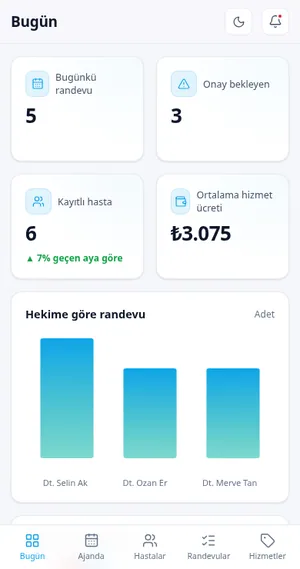 Bugün
Bugünkü
randevu
5
Onay bekleyen
3
Kayıtlı hasta
6
▲ 7% geçen aya göre
Ortalama hizmet
ücreti
₺3.075
Hekime göre randevu
Adet
Dt. Selin Ak
Dt. Ozan Er
Dt. Merve Tan
Bugün
Ajanda
Hastalar
Randevular
Hizmetler